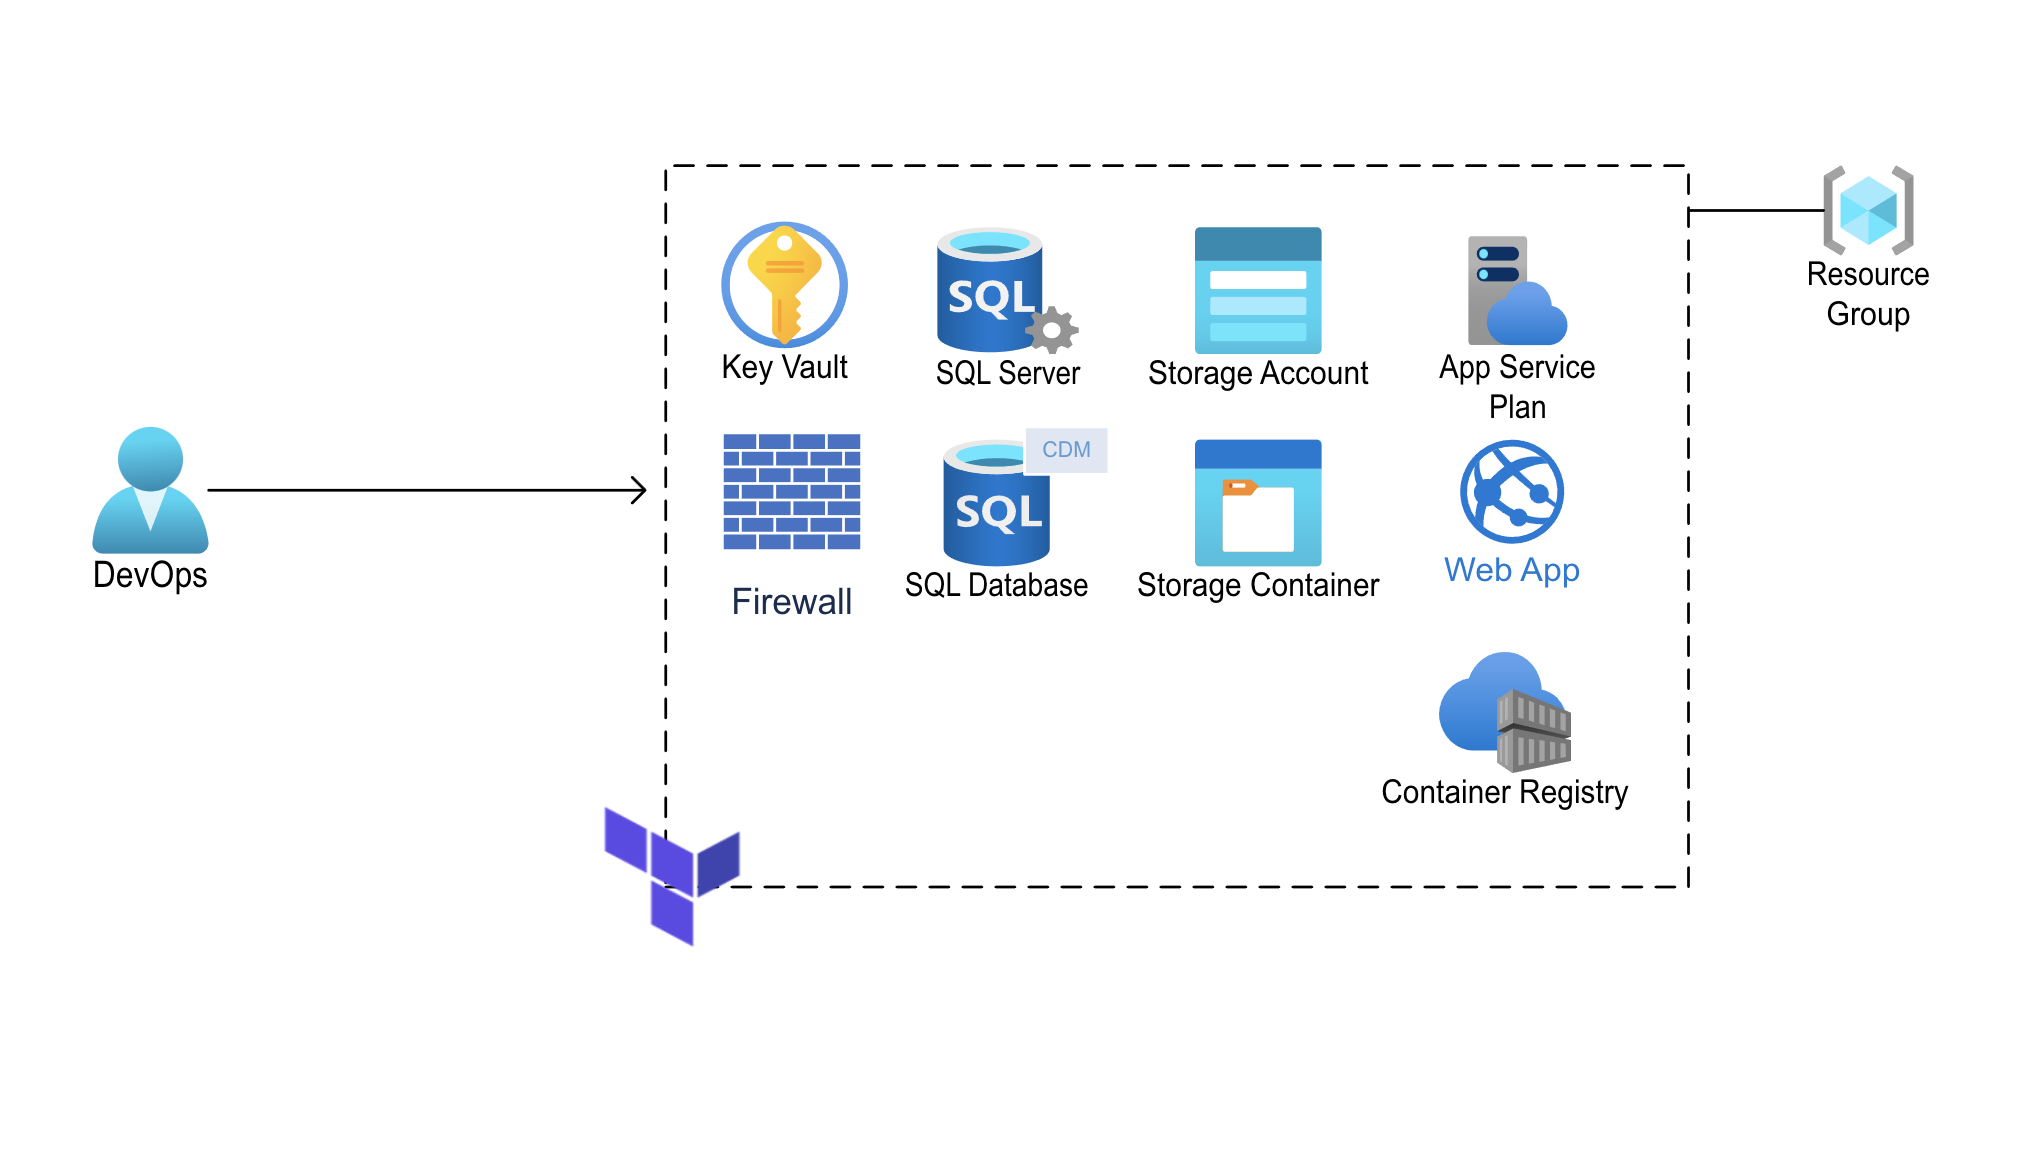 Key Vault
SQL
SQL Server
Storage Account
App Service
Plan
Resource
Group
DevOps
Firewall
CDM
SQL
SQL Database
Storage Container
Web App
Container Registry